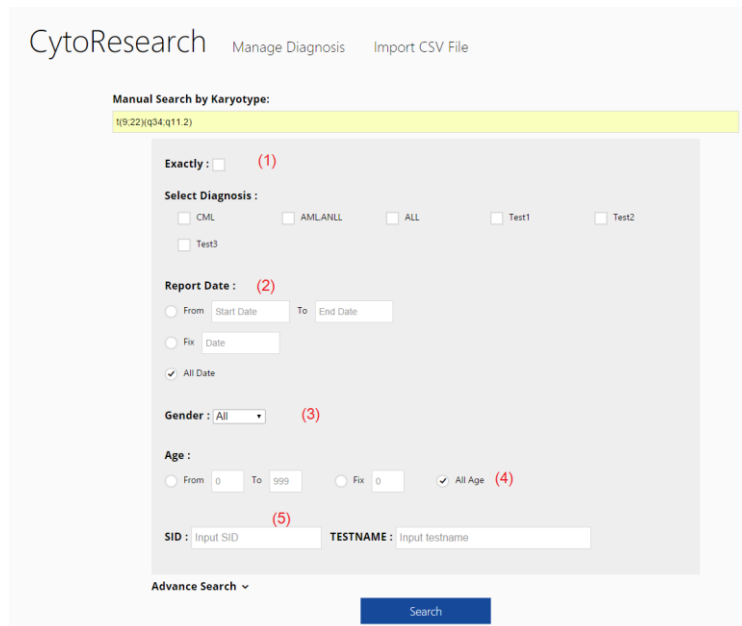 CytoResearch Manage Diagnosis Import CSV File
Manual Search by Karyotype:
t(9;22)(q34;q11.2)
Exactly : (1)
Select Diagnosis :
CML AML.ANLL ALL Test1 Test2
Test3
Report Date : (2)
From Start Date To End Date
Fix Date
All Date
Gender : All (3)
Age :
From 0 To 999 Fix 0 All Age (4)
(5)
SID : Input SID TESTNAME : Input testname
Advance Search
Search